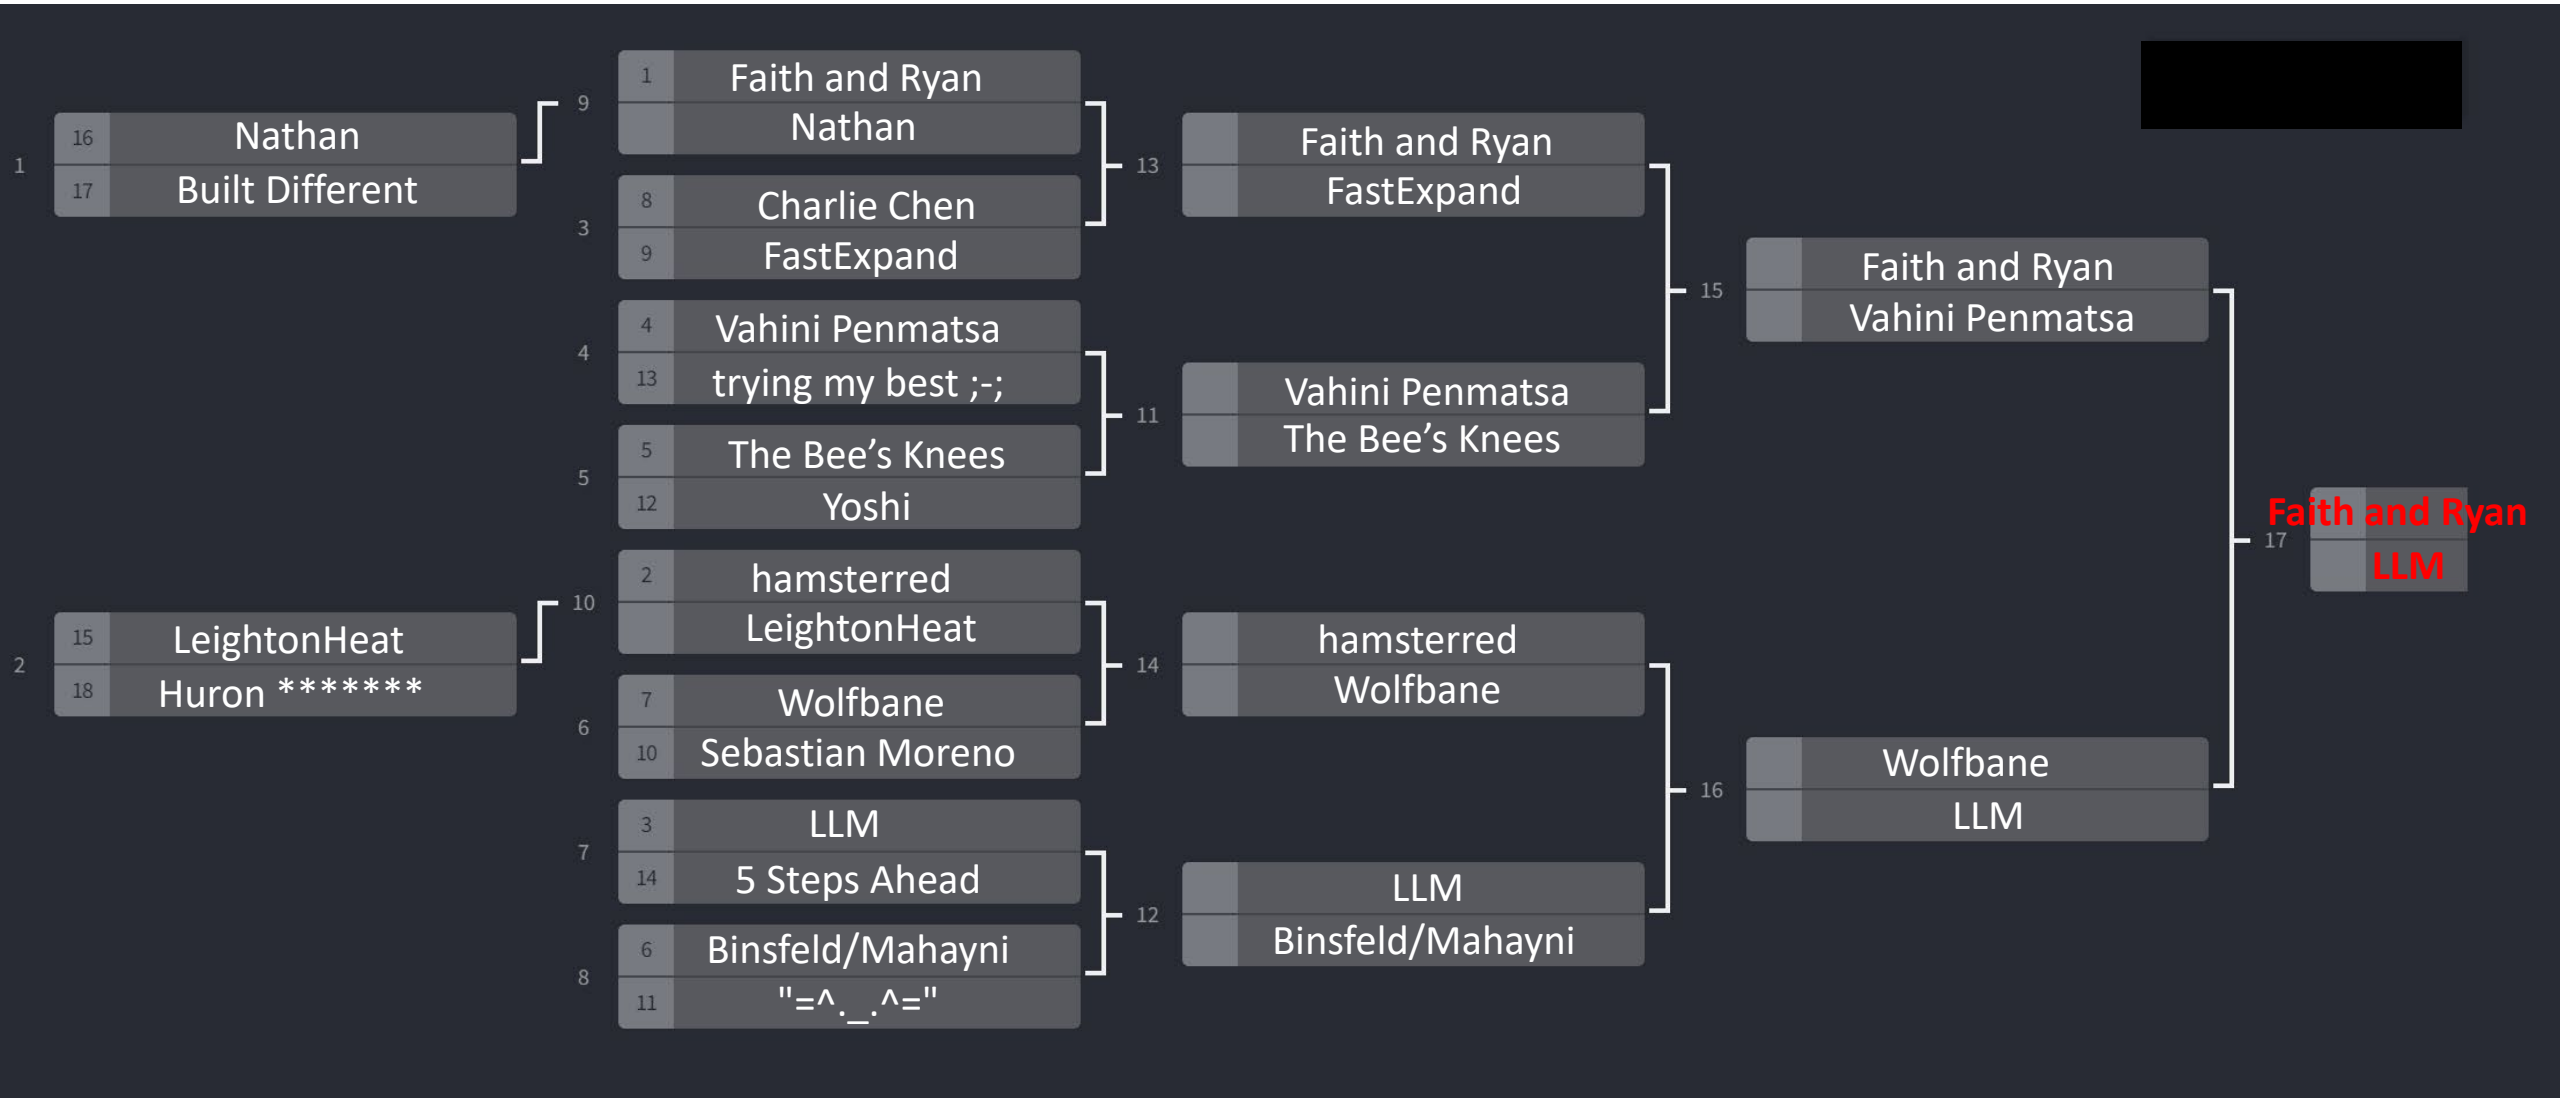 1
16 Nathan
17 Built Different
2
15 LeightonHeat
18 Huron *******
9
1 Faith and Ryan
Nathan
3
8 Charlie Chen
9 FastExpand
4
4 Vahini Penmatsa
13 trying my best ;-;
5
5 The Bee’s Knees
12 Yoshi
10
2 hamsterred
LeightonHeat
6
7 Wolfbane
10 Sebastian Moreno
7
3 LLM
14 5 Steps Ahead
8
6 Binsfeld/Mahayni
11 "=^._.^="
13
Faith and Ryan
FastExpand
11
Vahini Penmatsa
The Bee’s Knees
14
hamsterred
Wolfbane
12
LLM
Binsfeld/Mahayni
15
Faith and Ryan
Vahini Penmatsa
16
Wolfbane
LLM
17
Faith and Ryan
LLM